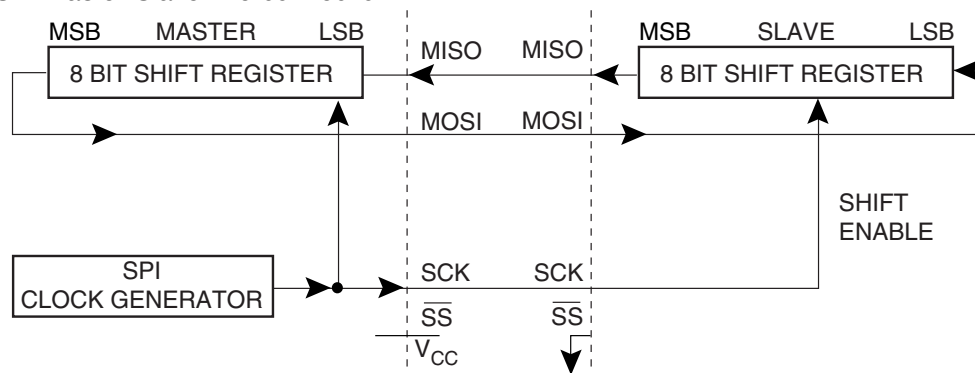 MSB MASTER LSB
8 BIT SHIFT REGISTER
MISO MISO
MSB SLAVE LSB
8 BIT SHIFT REGISTER
MOSI MOSI
SHIFT
ENABLE
SPI
CLOCK GENERATOR
SCK SCK
SS SS
VCC